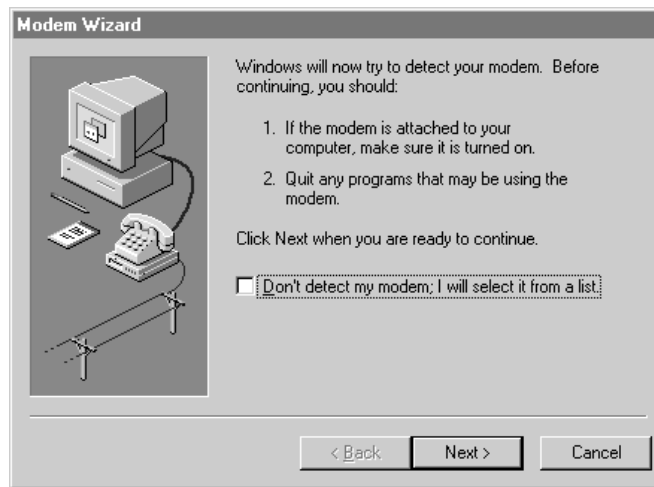 Modem Wizard
Windows will now try to detect your modem. Before
continuing, you should:
1. If the modem is attached to your
computer, make sure it is turned on.
2. Quit any programs that may be using the
modem.
Click Next when you are ready to continue.
Don't detect my modem; I will select it from a list.
< Back
Next >
Cancel